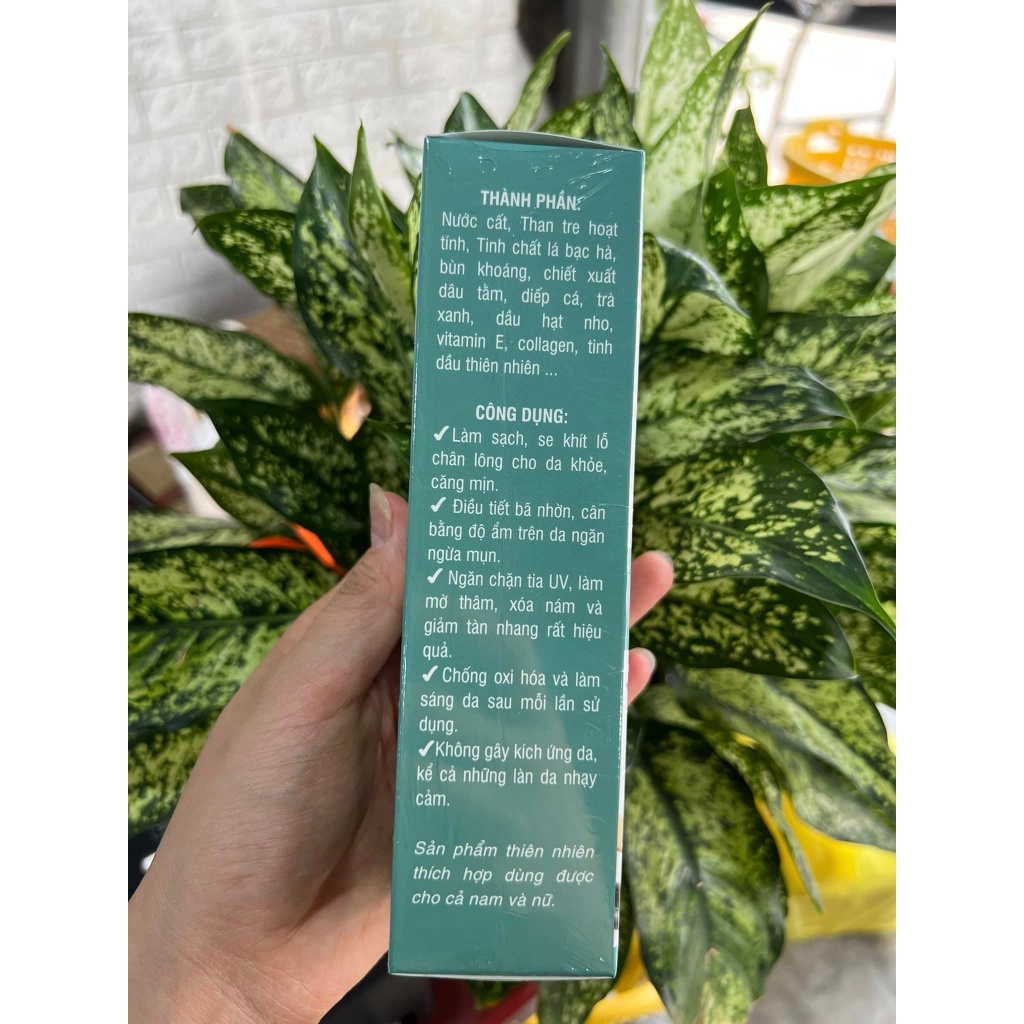 THÀNH PHẦN:
Nước cất, Than tre hoạt
tính, Tinh chất lá bạc hà,
bùn khoáng, chiết xuất
dâu tằm, diếp cá, trà
xanh, dầu hạt nho,
vitamin E, collagen, tinh
dầu thiên nhiên ...
CÔNG DỤNG:
✔Làm sạch, se khít lỗ
chân lông cho da khỏe,
căng mịn.
✔ Điều tiết bã nhờn, cân
bằng độ ẩm trên da ngăn
ngừa mụn.
✔ Ngăn chặn tia UV, làm
mờ thâm, xóa nám và
giảm tàn nhang rất hiệu
quả.
✔ Chống oxi hóa và làm
sáng da sau mỗi lần sử
dụng.
✔Không gây kích ứng da,
kể cả những làn da nhạy
cảm.
Sản phẩm thiên nhiên
thích hợp dùng được
cho cả nam và nữ.